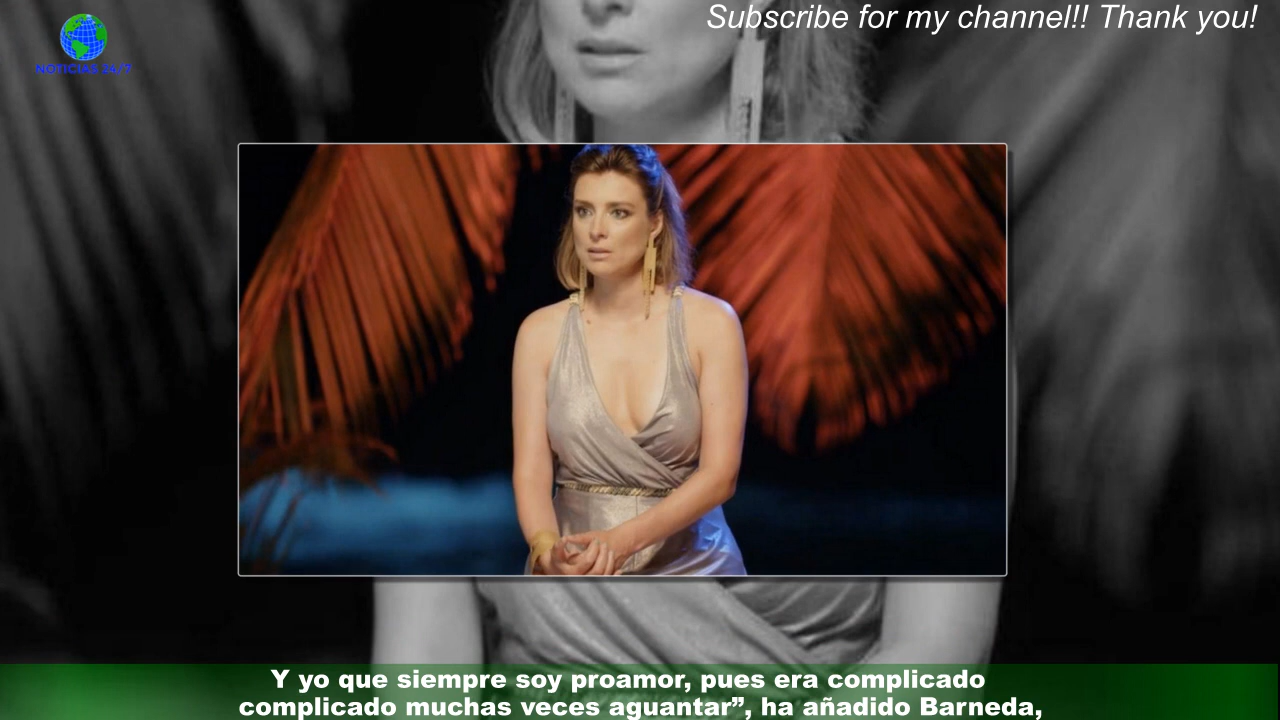 Subscribe for my channel!! Thank you!
NOTICIAS 24/7
Y yo que siempre soy proamor, pues era complicado
complicado muchas veces aguantar”, ha añadido Barneda,